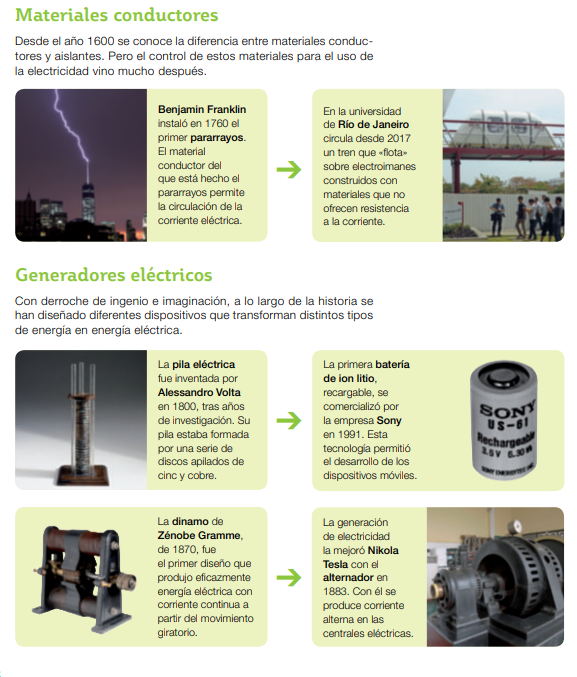 Materiales conductores
Desde el año 1600 se conoce la diferencia entre materiales conduc-
tores y aislantes. Pero el control de estos materiales para el uso de
la electricidad vino mucho después.
Benjamin Franklin
instaló en 1760 el
primer pararrayos.
El material
conductor del
que está hecho el
pararrayos permite
la circulación de la
corriente eléctrica.
En la universidad
de Río de Janeiro
circula desde 2017
un tren que «flota»
sobre electroimanes
construidos con
materiales que no
ofrecen resistencia
a la corriente.
Generadores eléctricos
Con derroche de ingenio e imaginación, a lo largo de la historia se
han diseñado diferentes dispositivos que transforman distintos tipos
de energía en energía eléctrica.
La pila eléctrica
fue inventada por
Alessandro Volta
en 1800, tras años
de investigación. Su
pila estaba formada
por una serie de
discos apilados de
cinc y cobre.
La primera batería
de ion litio,
recargable, se
comercializó por
la empresa Sony
en 1991. Esta
tecnología permitió
el desarrollo de los
dispositivos móviles.
SONY
US-61
Rechargeable
La dinamo de
Zénobe Gramme,
de 1870, fue
el primer diseño que
produjo eficazmente
energía eléctrica con
corriente continua a
partir del movimiento
giratorio.
La generación
de electricidad
la mejoró Nikola
Tesla con el
alternador en
1883. Con él se
produce corriente
alterna en las
centrales eléctricas.